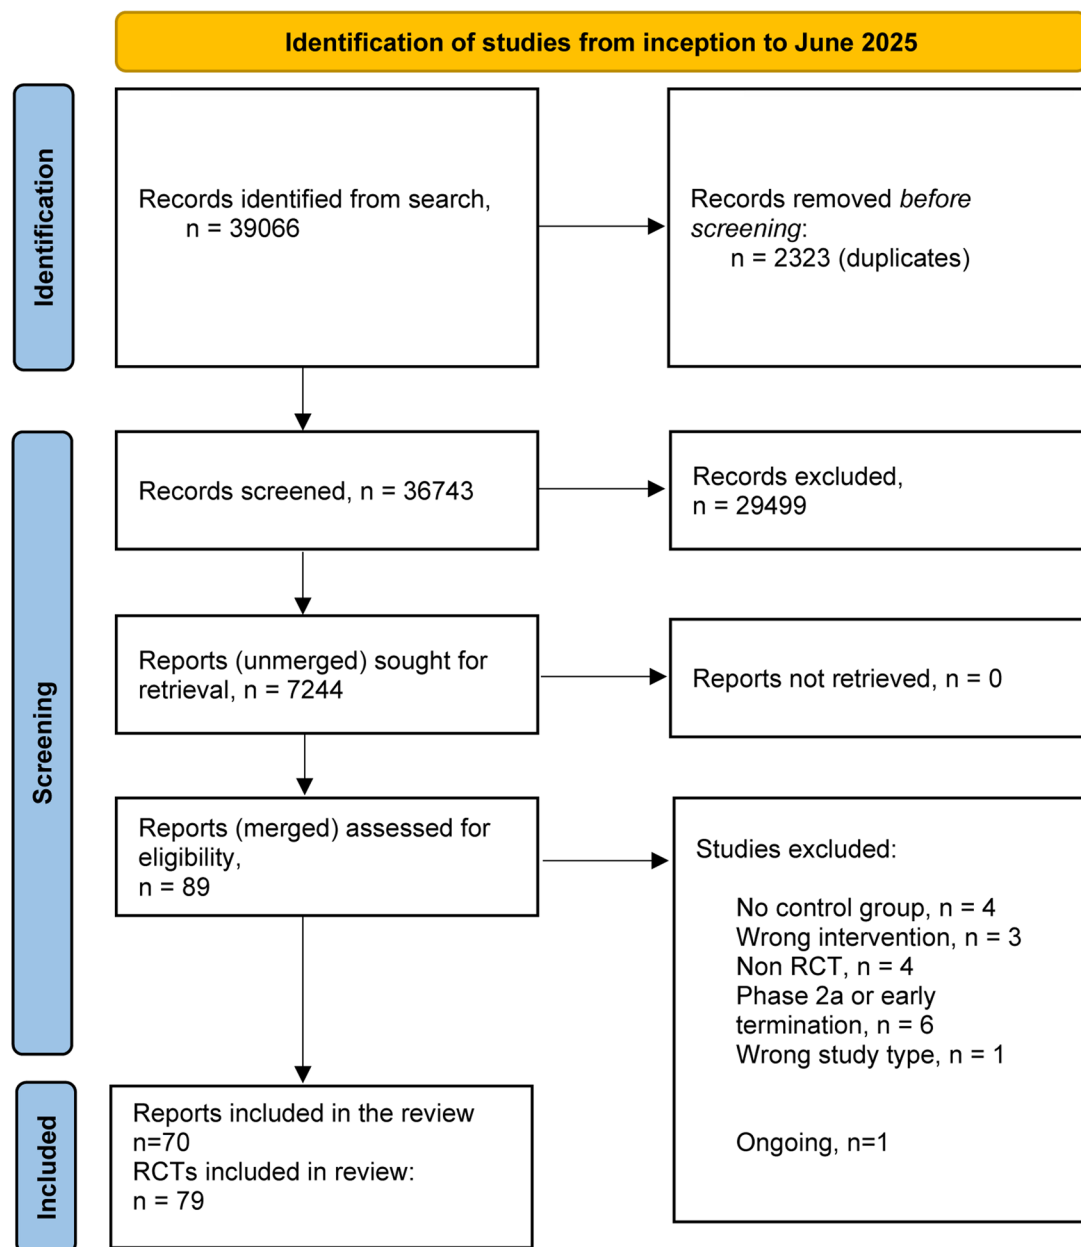 Identification of studies from inception to June 2025
Identification
Records identified from search,
n = 39066
Records removed before
screening:
n = 2323 (duplicates)
Screening
Records screened, n = 36743
Records excluded,
n = 29499
Reports (unmerged) sought for
retrieval, n = 7244
Reports not retrieved, n = 0
Reports (merged) assessed for
eligibility,
n = 89
Studies excluded:
No control group, n = 4
Wrong intervention, n = 3
Non RCT, n = 4
Phase 2a or early
termination, n = 6
Wrong study type, n = 1
Ongoing, n=1
Included
Reports included in the review
n=70
RCTs included in review:
n = 79